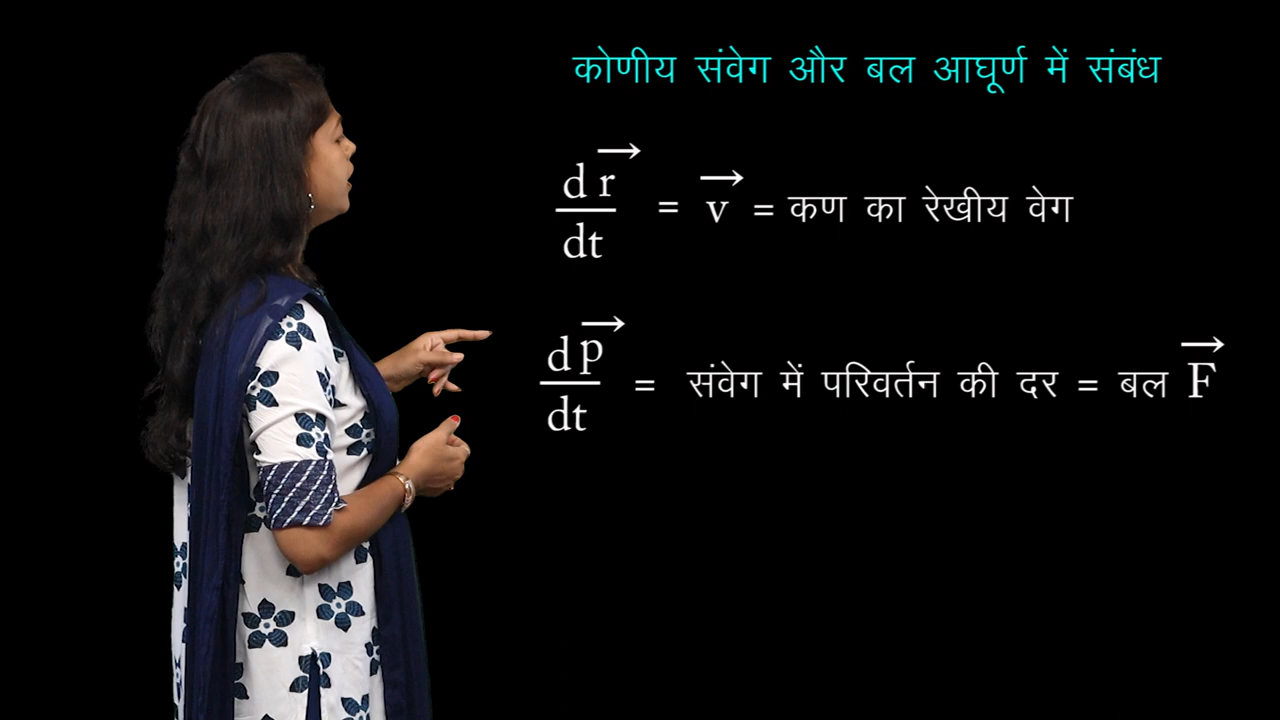 कोणीय संवेग और बल आघूर्ण में संबंध
d r⃗ / dt = v⃗ = कण का रेखीय वेग
d p⃗ / dt = संवेग में परिवर्तन की दर = बल F⃗